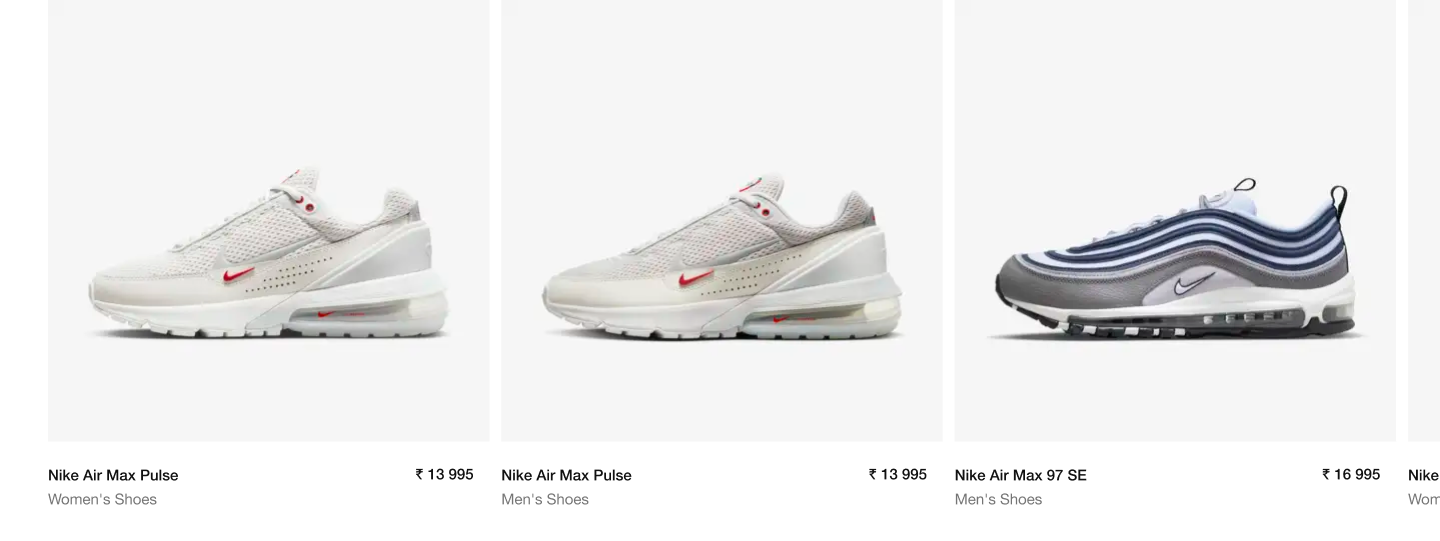 Nike Air Max Pulse ₹ 13 995
Women's Shoes
Nike Air Max Pulse ₹ 13 995
Men's Shoes
Nike Air Max 97 SE ₹ 16 995
Men's Shoes
Nike